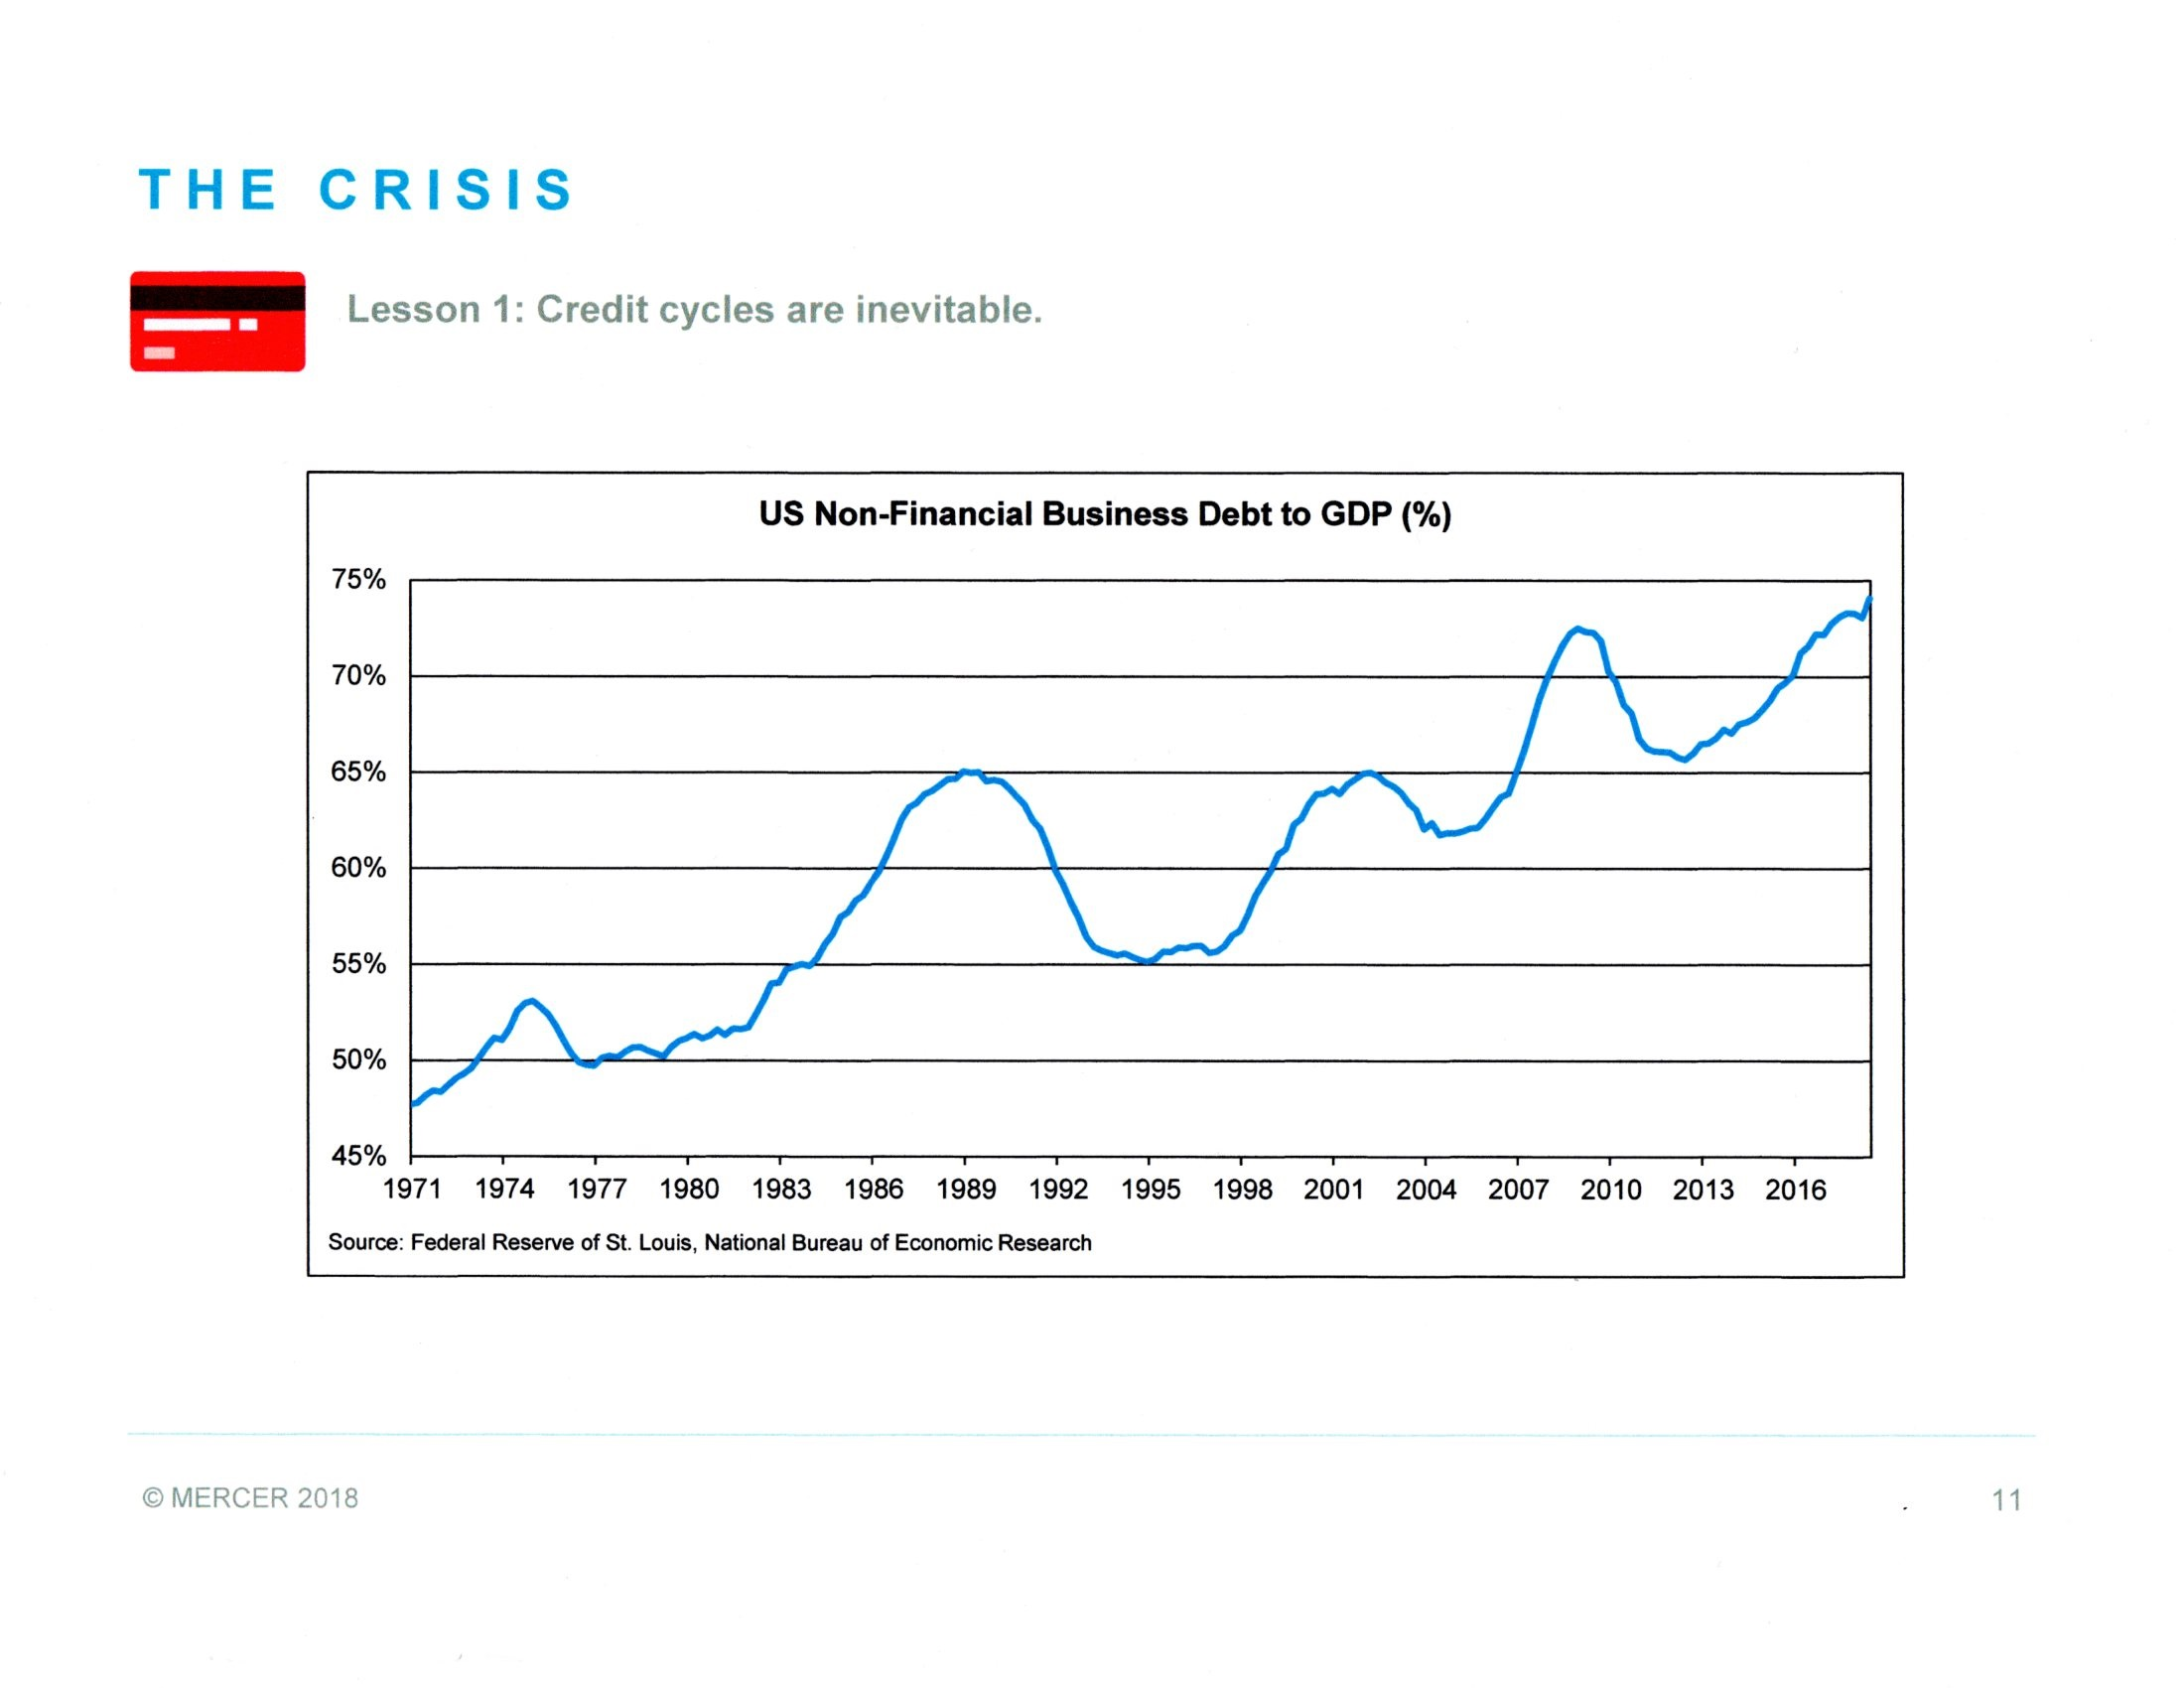 THE CRISIS
Lesson 1: Credit cycles are inevitable.
US Non-Financial Business Debt to GDP (%)
75%
70%
65%
60%
55%
50%
45%
1971 1974 1977 1980 1983 1986 1989 1992 1995 1998 2001 2004 2007 2010 2013 2016
Source: Federal Reserve of St. Louis, National Bureau of Economic Research
© MERCER 2018
11